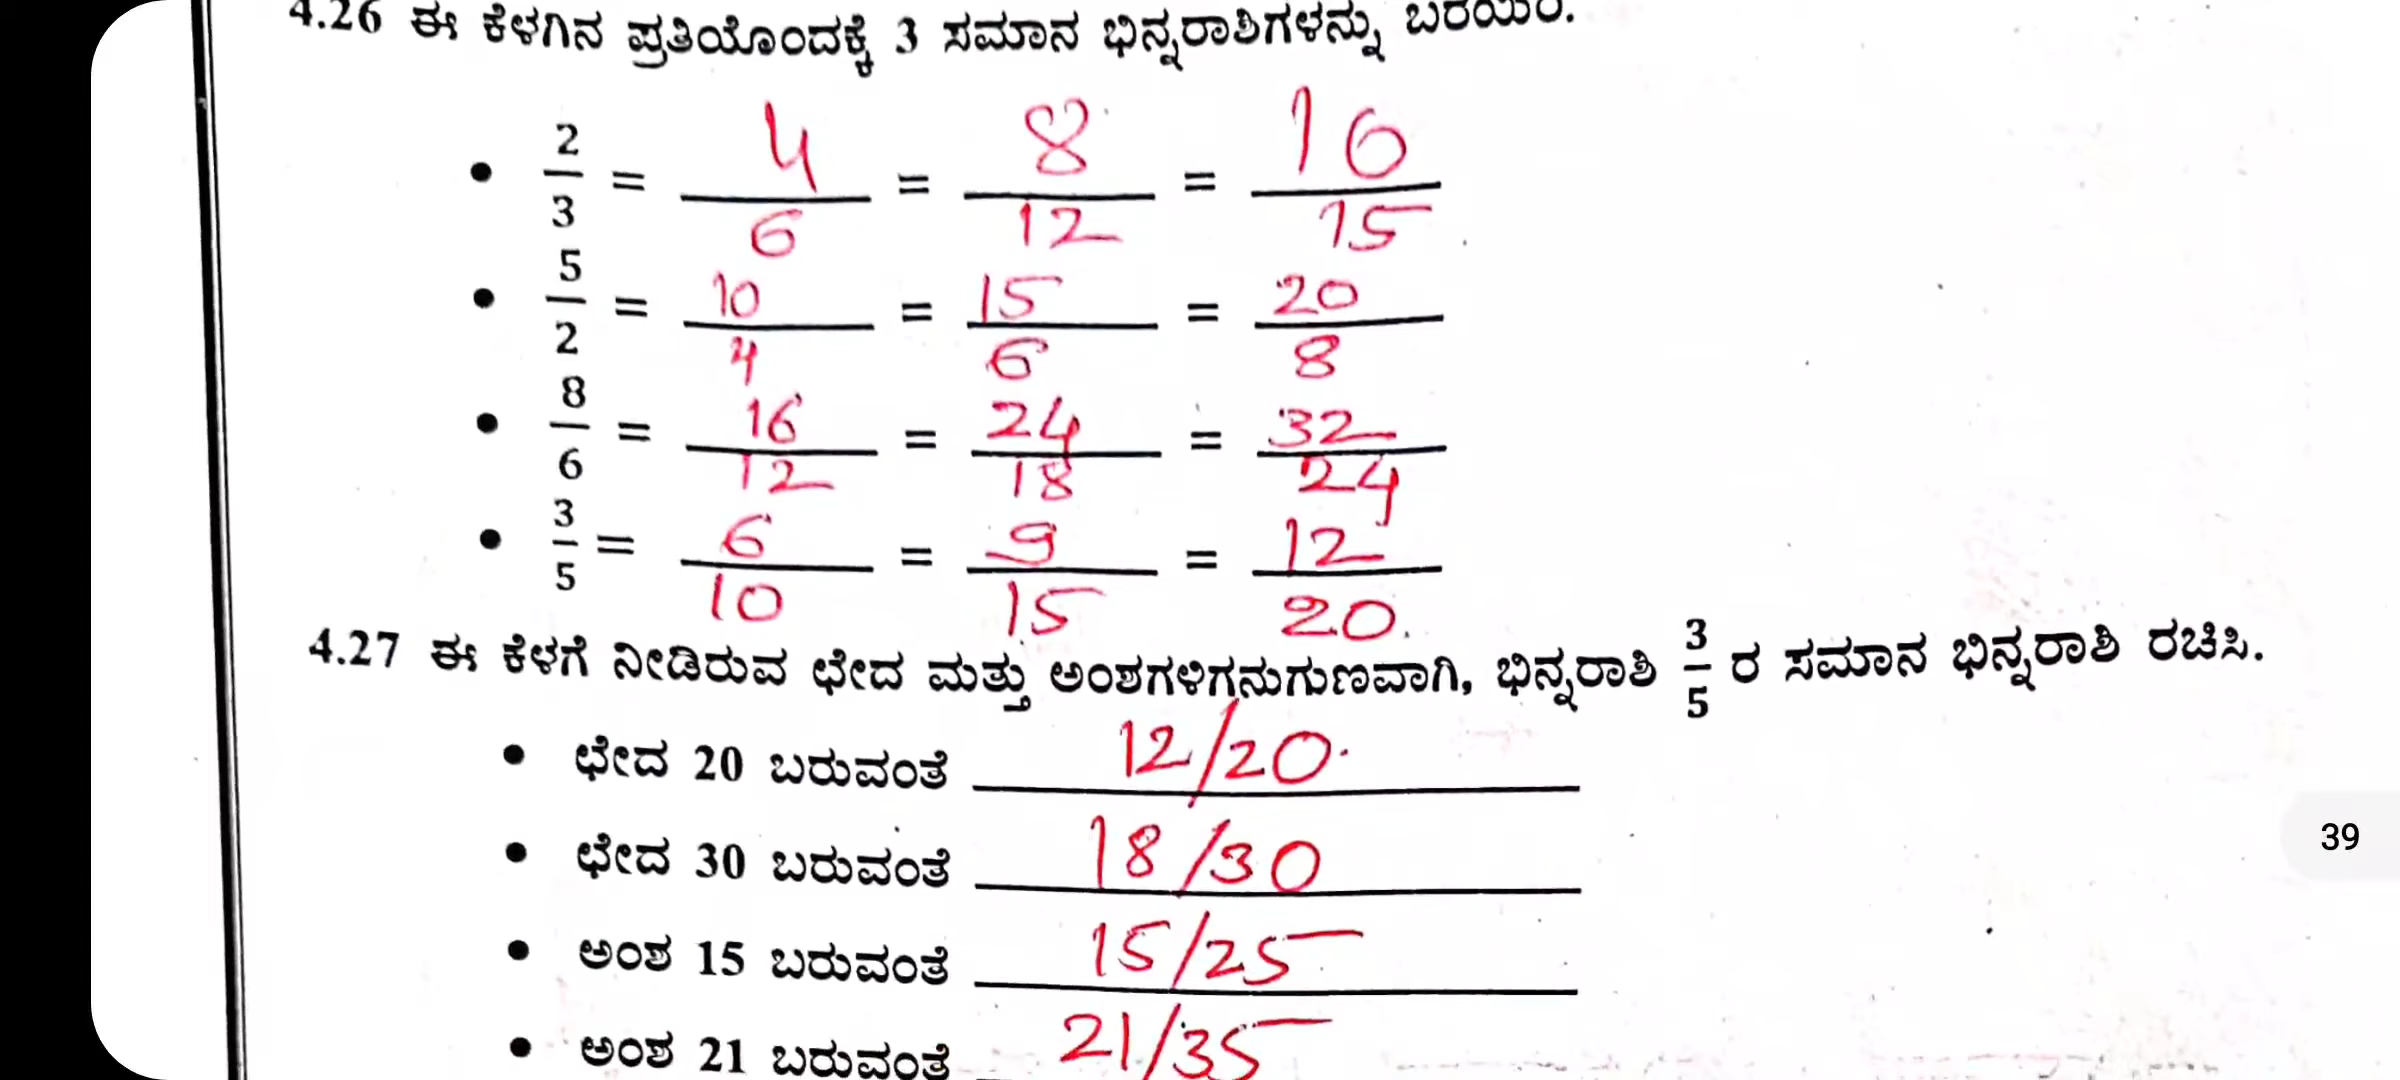 4.26 ಈ ಕೆಳಗಿನ ಪ್ರತಿಯೊಂದಕ್ಕೆ 3 ಸಮಾನ ಭಿನ್ನರಾಶಿಗಳನ್ನು ಬರೆಯಿರಿ.
• 2/3 = 4/6 = 8/12 = 16/15
• 5/2 = 10/4 = 15/6 = 20/8
• 8/6 = 16/12 = 24/18 = 32/24
• 3/5 = 6/10 = 9/15 = 12/20.
4.27 ಈ ಕೆಳಗೆ ನೀಡಿರುವ ಛೇದ ಮತ್ತು ಅಂಶಗಳಿಗನುಗುಣವಾಗಿ, ಭಿನ್ನರಾಶಿ 3/5 ರ ಸಮಾನ ಭಿನ್ನರಾಶಿ ರಚಿಸಿ.
• ಛೇದ 20 ಬರುವಂತೆ 12/20.
• ಛೇದ 30 ಬರುವಂತೆ 18/30
39
• ಅಂಶ 15 ಬರುವಂತೆ 15/25
• ಅಂಶ 21 ಬರುವಂತೆ 21/35